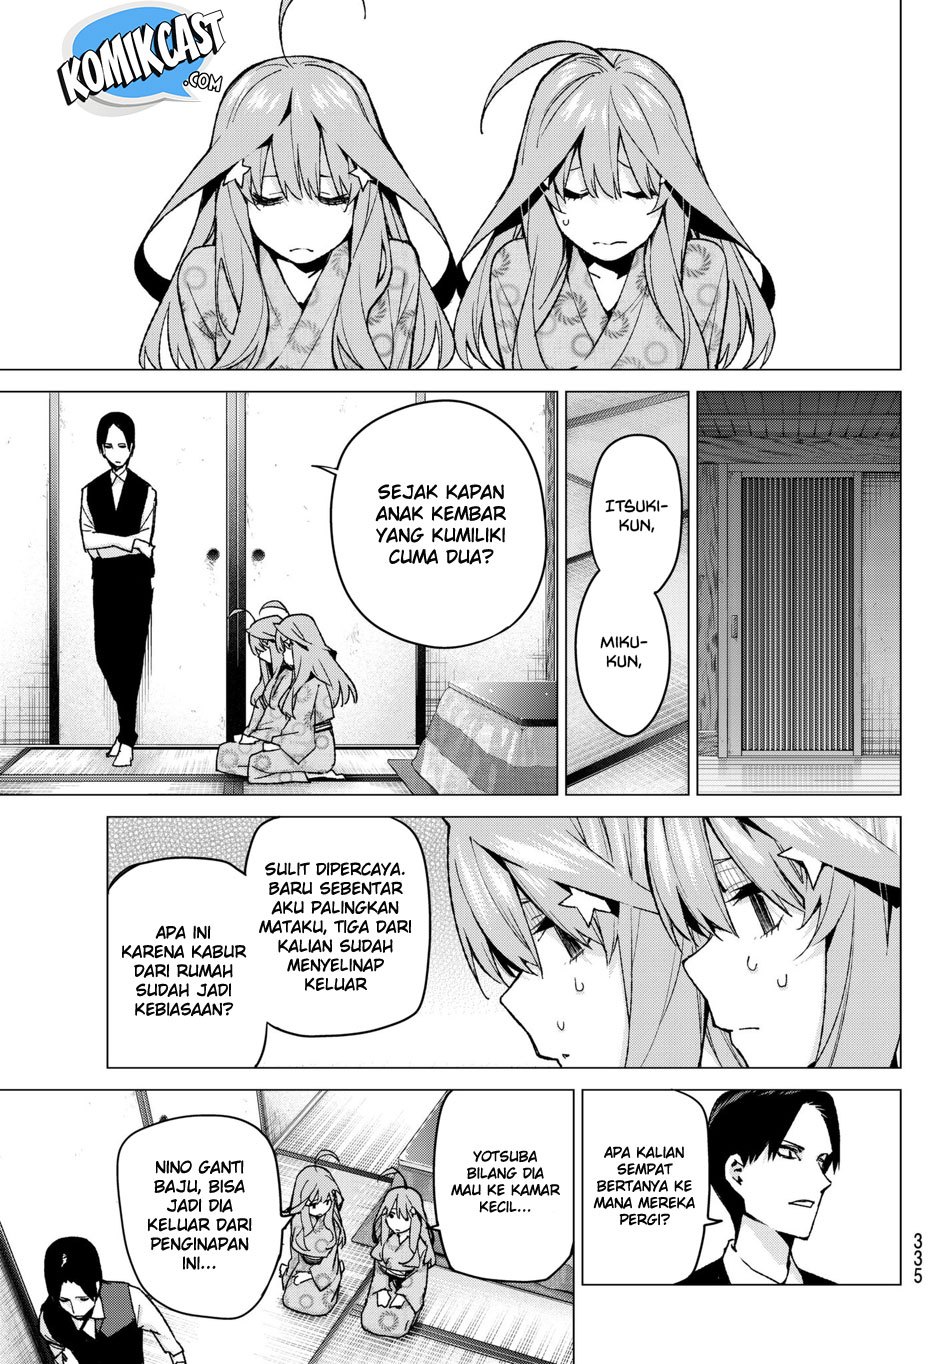 KOMIKCAST
.COM
ITSUKI-
KUN,
MIKU-
KUN,
SEJAK KAPAN
ANAK KEMBAR
YANG KUMILIKI
CUMA DUA?
SULIT DIPERCAYA.
BARU SEBENTAR
AKU PALINGKAN
MATAKU, TIGA DARI
KALIAN SUDAH
MENYELINAP
KELUAR
APA INI
KARENA KABUR
DARI RUMAH
SUDAH JADI
KEBIASAAN?
APA KALIAN
SEMPAT
BERTANYA KE
MANA MEREKA
PERGI?
YOTSUBA
BILANG DIA
MAU KE KAMAR
KECIL...
NINO GANTI
BAJU, BISA
JADI DIA
KELUAR DARI
PENGINAPAN
INI...
335